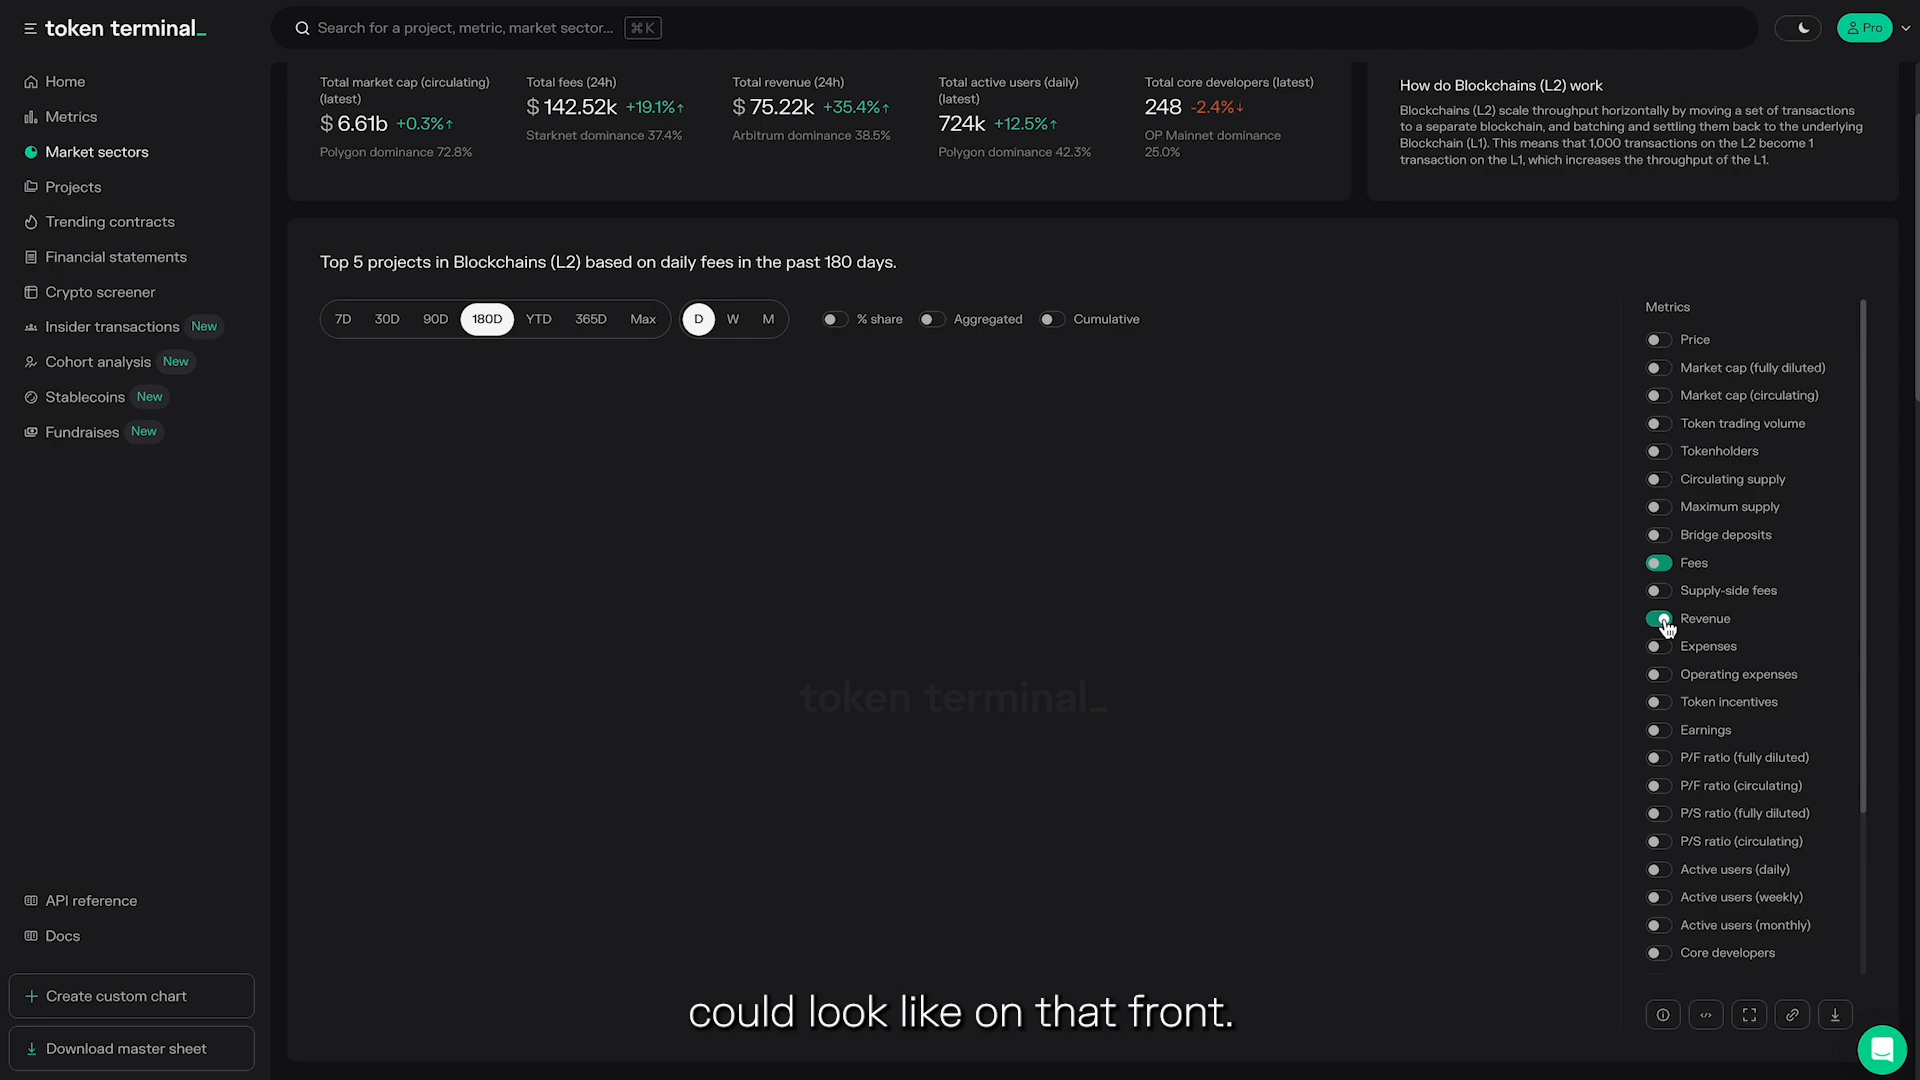 token terminal_
Search for a project, metric, market sector... ⌘K
Pro
Home
Metrics
Market sectors
Projects
Trending contracts
Financial statements
Crypto screener
Insider transactions New
Cohort analysis New
Stablecoins New
Fundraises New
API reference
Docs
Create custom chart
Download master sheet
Total market cap (circulating)
(latest)
$ 6.61b +0.3%↑
Polygon dominance 72.8%
Total fees (24h)
$ 142.52k +19.1%↑
Starknet dominance 37.4%
Total revenue (24h)
$ 75.22k +35.4%↑
Arbitrum dominance 38.5%
Total active users (daily)
(latest)
724k +12.5%↑
Polygon dominance 42.3%
Total core developers (latest)
248 -2.4%↓
OP Mainnet dominance
25.0%
How do Blockchains (L2) work
Blockchains (L2) scale throughput horizontally by moving a set of transactions
to a separate blockchain, and batching and settling them back to the underlying
Blockchain (L1). This means that 1,000 transactions on the L2 become 1
transaction on the L1, which increases the throughput of the L1.
Top 5 projects in Blockchains (L2) based on daily fees in the past 180 days.
7D 30D 90D 180D YTD 365D Max D W M % share Aggregated Cumulative
token terminal_
Metrics
Price
Market cap (fully diluted)
Market cap (circulating)
Token trading volume
Tokenholders
Circulating supply
Maximum supply
Bridge deposits
Fees
Supply-side fees
Revenue
Expenses
Operating expenses
Token incentives
Earnings
P/F ratio (fully diluted)
P/F ratio (circulating)
P/S ratio (fully diluted)
P/S ratio (circulating)
Active users (daily)
Active users (weekly)
Active users (monthly)
Core developers
could look like on that front.